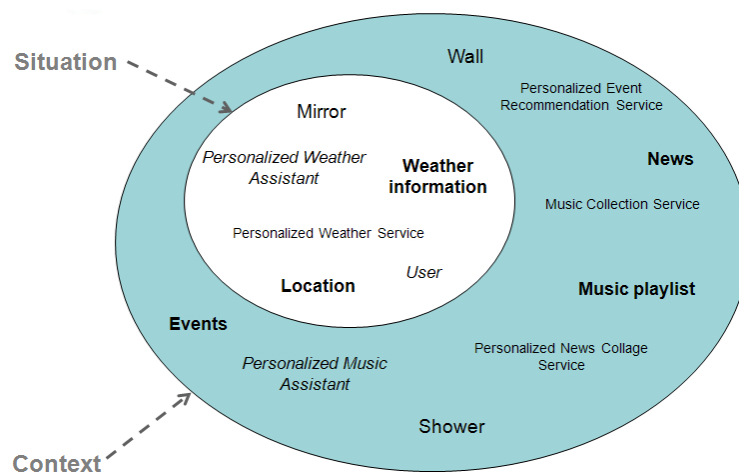 Situation
Wall
Personalized Event
Recommendation Service
Mirror
Personalized Weather
Assistant
Weather
information
News
Music Collection Service
Personalized Weather Service
User
Location
Music playlist
Events
Personalized Music
Assistant
Personalized News Collage
Service
Shower
Context